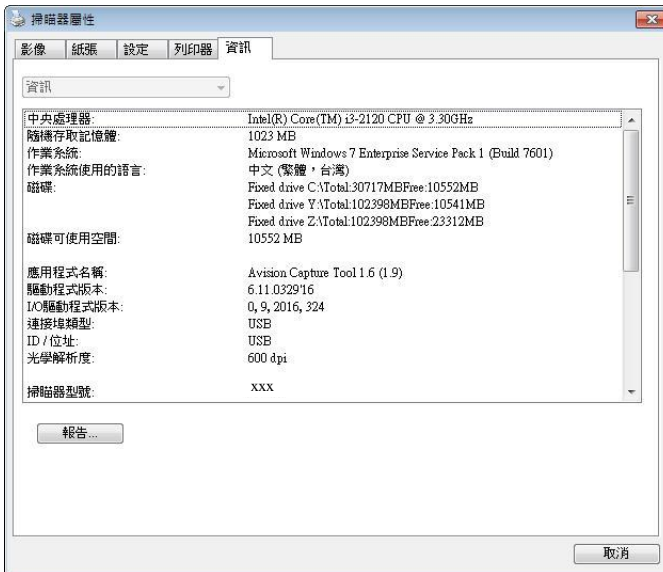 掃瞄器屬性
影像 紙張 設定 列印器 資訊
資訊
中央處理器: Intel(R) Core(TM) i3-2120 CPU @ 3.30GHz
隨機存取記憶體: 1023 MB
作業系統: Microsoft Windows 7 Enterprise Service Pack 1 (Build 7601)
作業系統使用的語言: 中文 (繁體，台灣)
磁碟: Fixed drive C:\Total:30717MBFree:10552MB
Fixed drive Y:\Total:102398MBFree:10541MB
Fixed drive Z:\Total:102398MBFree:23312MB
磁碟可使用空間: 10552 MB
應用程式名稱: Avision Capture Tool 1.6 (1.9)
驅動程式版本: 6.11.0329'16
I/O驅動程式版本: 0, 9, 2016, 324
連接埠類型: USB
ID / 位址: USB
光學解析度: 600 dpi
掃瞄器型號: xxx
報告...
取消